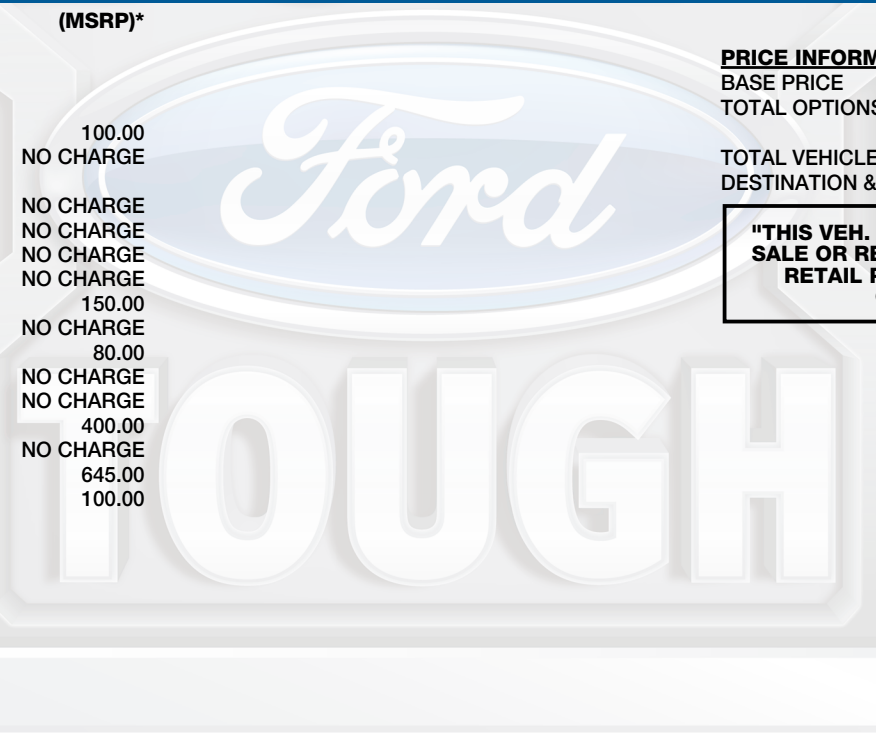 (MSRP)*
100.00
NO CHARGE
NO CHARGE
NO CHARGE
NO CHARGE
NO CHARGE
150.00
NO CHARGE
80.00
NO CHARGE
NO CHARGE
400.00
NO CHARGE
645.00
100.00
PRICE INFORM
BASE PRICE
TOTAL OPTIONS
TOTAL VEHICLE
DESTINATION &
"THIS VEH.
SALE OR RE
RETAIL
Ford
TOUGH